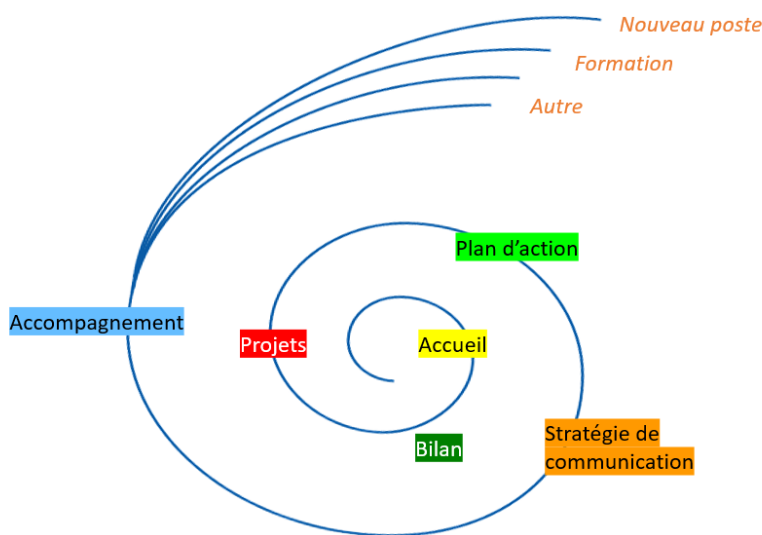 Nouveau poste
Formation
Autre
Plan d’action
Accompagnement
Projets
Accueil
Bilan
Stratégie de
communication